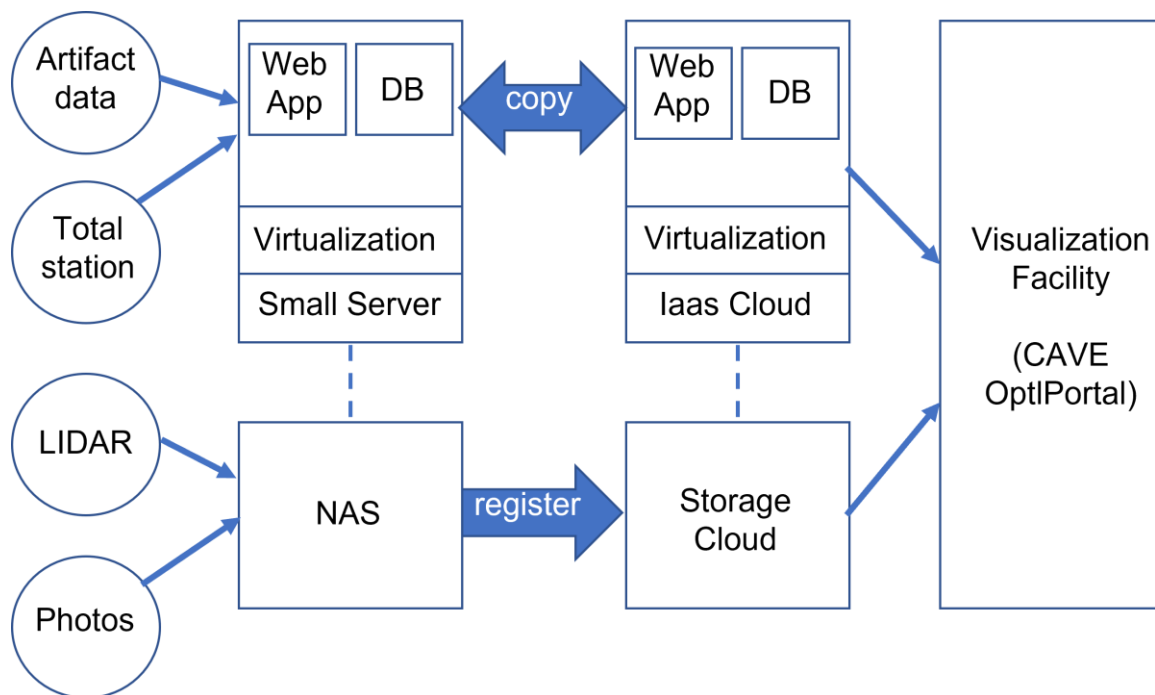 Artifact
data
Total
station
LIDAR
Photos
Web
App
DB
Virtualization
Small Server
NAS
copy
register
Web
App
DB
Virtualization
Iaas Cloud
Storage
Cloud
Visualization
Facility
(CAVE
OptIPortal)